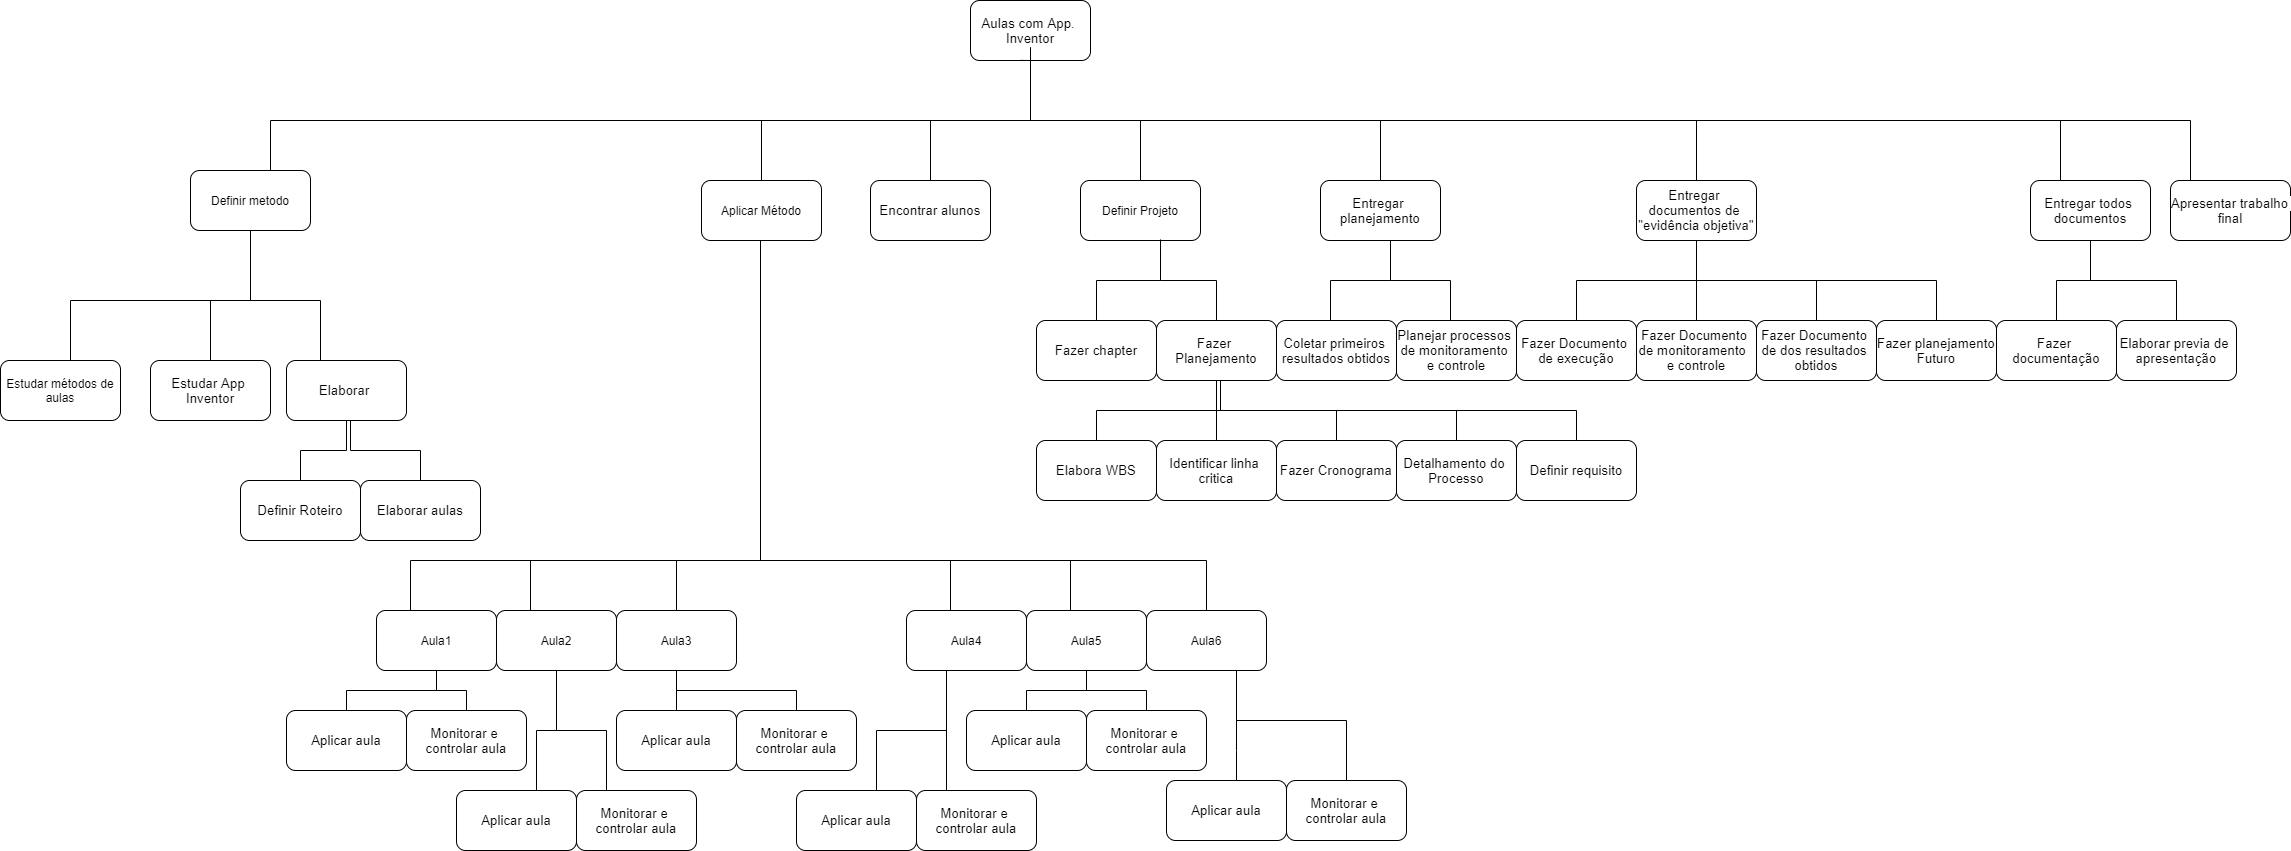 Aulas com App.
Inventor
Definir metodo
Aplicar Método
Encontrar alunos
Definir Projeto
Entregar
planejamento
Entregar
documentos de
"evidência objetiva"
Entregar todos
documentos
Apresentar trabalho
final
Estudar métodos de
aulas
Estudar App
Inventor
Elaborar
Fazer chapter
Fazer
Planejamento
Coletar primeiros
resultados obtidos
Planejar processos
de monitoramento
e controle
Fazer Documento
de execução
Fazer Documento
de monitoramento
e controle
Fazer Documento
de dos resultados
obtidos
Fazer planejamento
Futuro
Fazer
documentação
Elaborar previa de
apresentação
Definir Roteiro
Elaborar aulas
Elabora WBS
Identificar linha
critica
Fazer Cronograma
Detalhamento do
Processo
Definir requisito
Aula1
Aula2
Aula3
Aula4
Aula5
Aula6
Aplicar aula
Monitorar e
controlar aula
Aplicar aula
Monitorar e
controlar aula
Aplicar aula
Monitorar e
controlar aula
Aplicar aula
Monitorar e
controlar aula
Aplicar aula
Monitorar e
controlar aula
Aplicar aula
Monitorar e
controlar aula